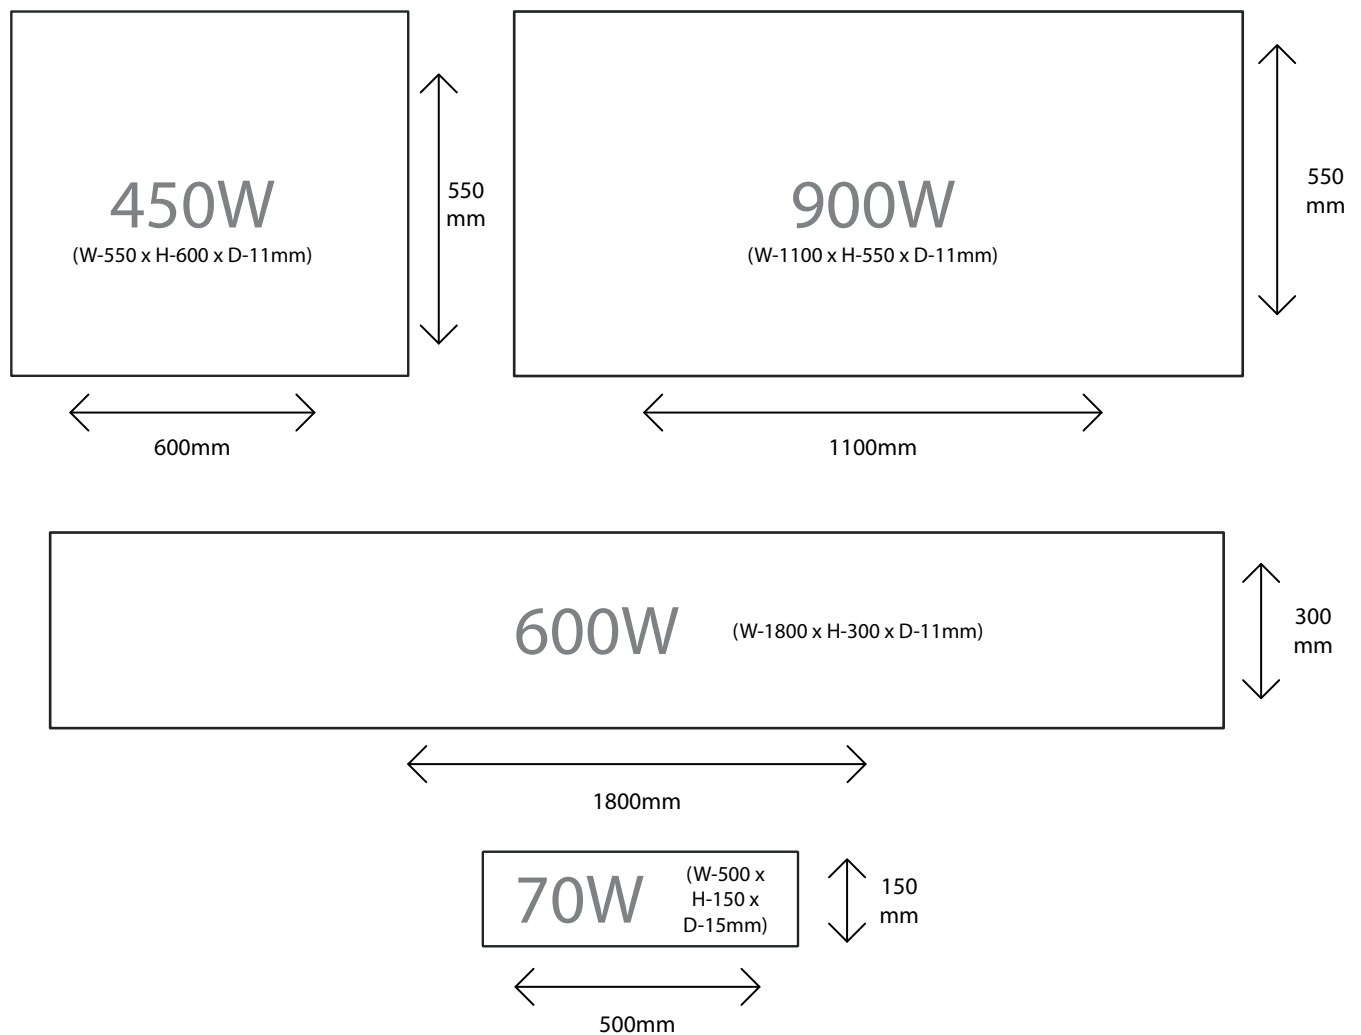 450W
(W-550 x H-600 x D-11mm)
550
mm
600mm
900W
(W-1100 x H-550 x D-11mm)
550
mm
1100mm
600W
(W-1800 x H-300 x D-11mm)
300
mm
1800mm
70W
(W-500 x
H-150 x
D-15mm)
150
mm
500mm